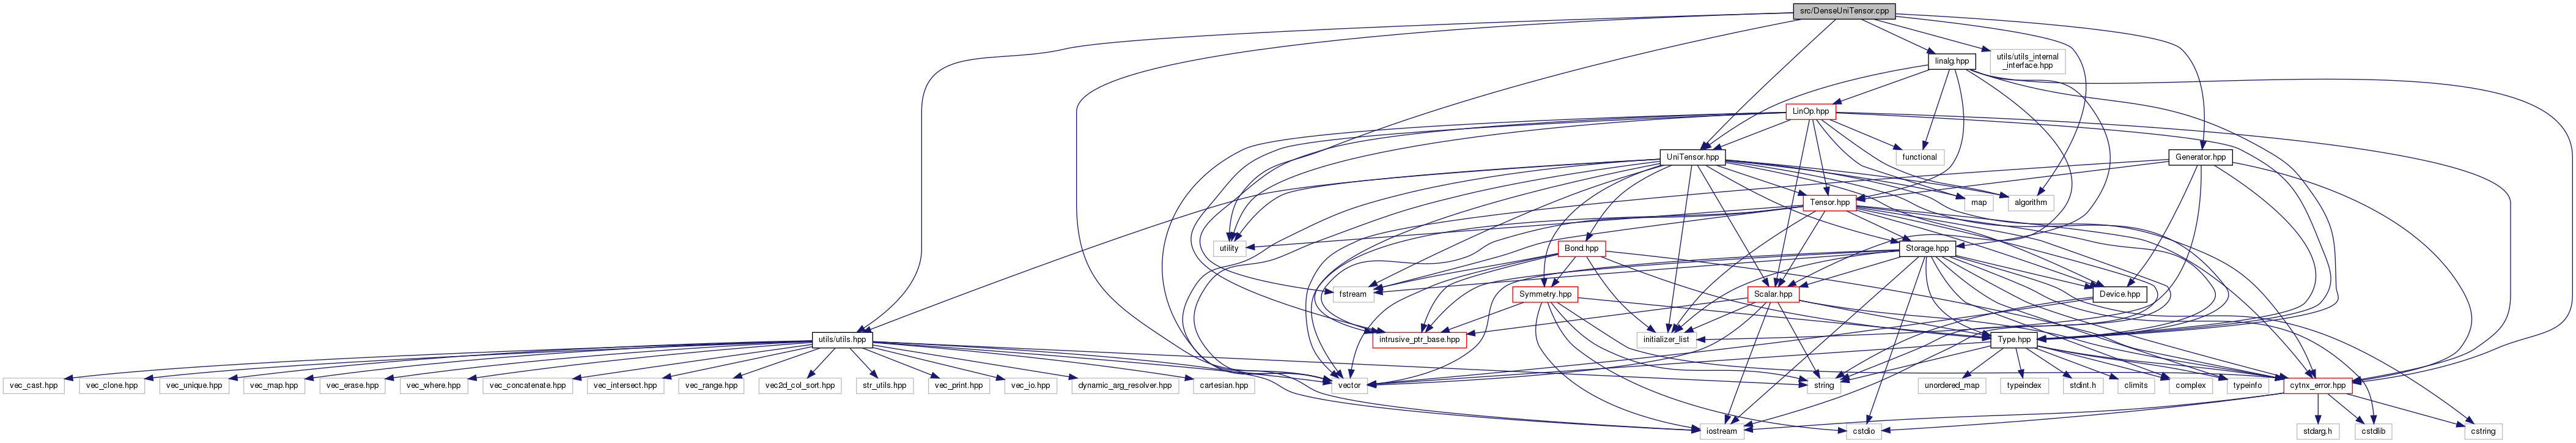 src/DenseUniTensor.cpp
linalg.hpp
utils/utils_internal
_interface.hpp
LinOp.hpp
UniTensor.hpp
functional
Generator.hpp
Tensor.hpp
map
algorithm
utility
Bond.hpp
Storage.hpp
fstream
Symmetry.hpp
Scalar.hpp
Device.hpp
utils/utils.hpp
intrusive_ptr_base.hpp
initializer_list
Type.hpp
vec_cast.hpp
vec_clone.hpp
vec_unique.hpp
vec_map.hpp
vec_erase.hpp
vec_where.hpp
vec_concatenate.hpp
vec_intersect.hpp
vec_range.hpp
vec2d_col_sort.hpp
str_utils.hpp
vec_print.hpp
vec_io.hpp
dynamic_arg_resolver.hpp
cartesian.hpp
vector
string
unordered_map
typeindex
stdint.h
climits
complex
typeinfo
cytnx_error.hpp
iostream
cstdio
stdarg.h
cstdlib
cstring